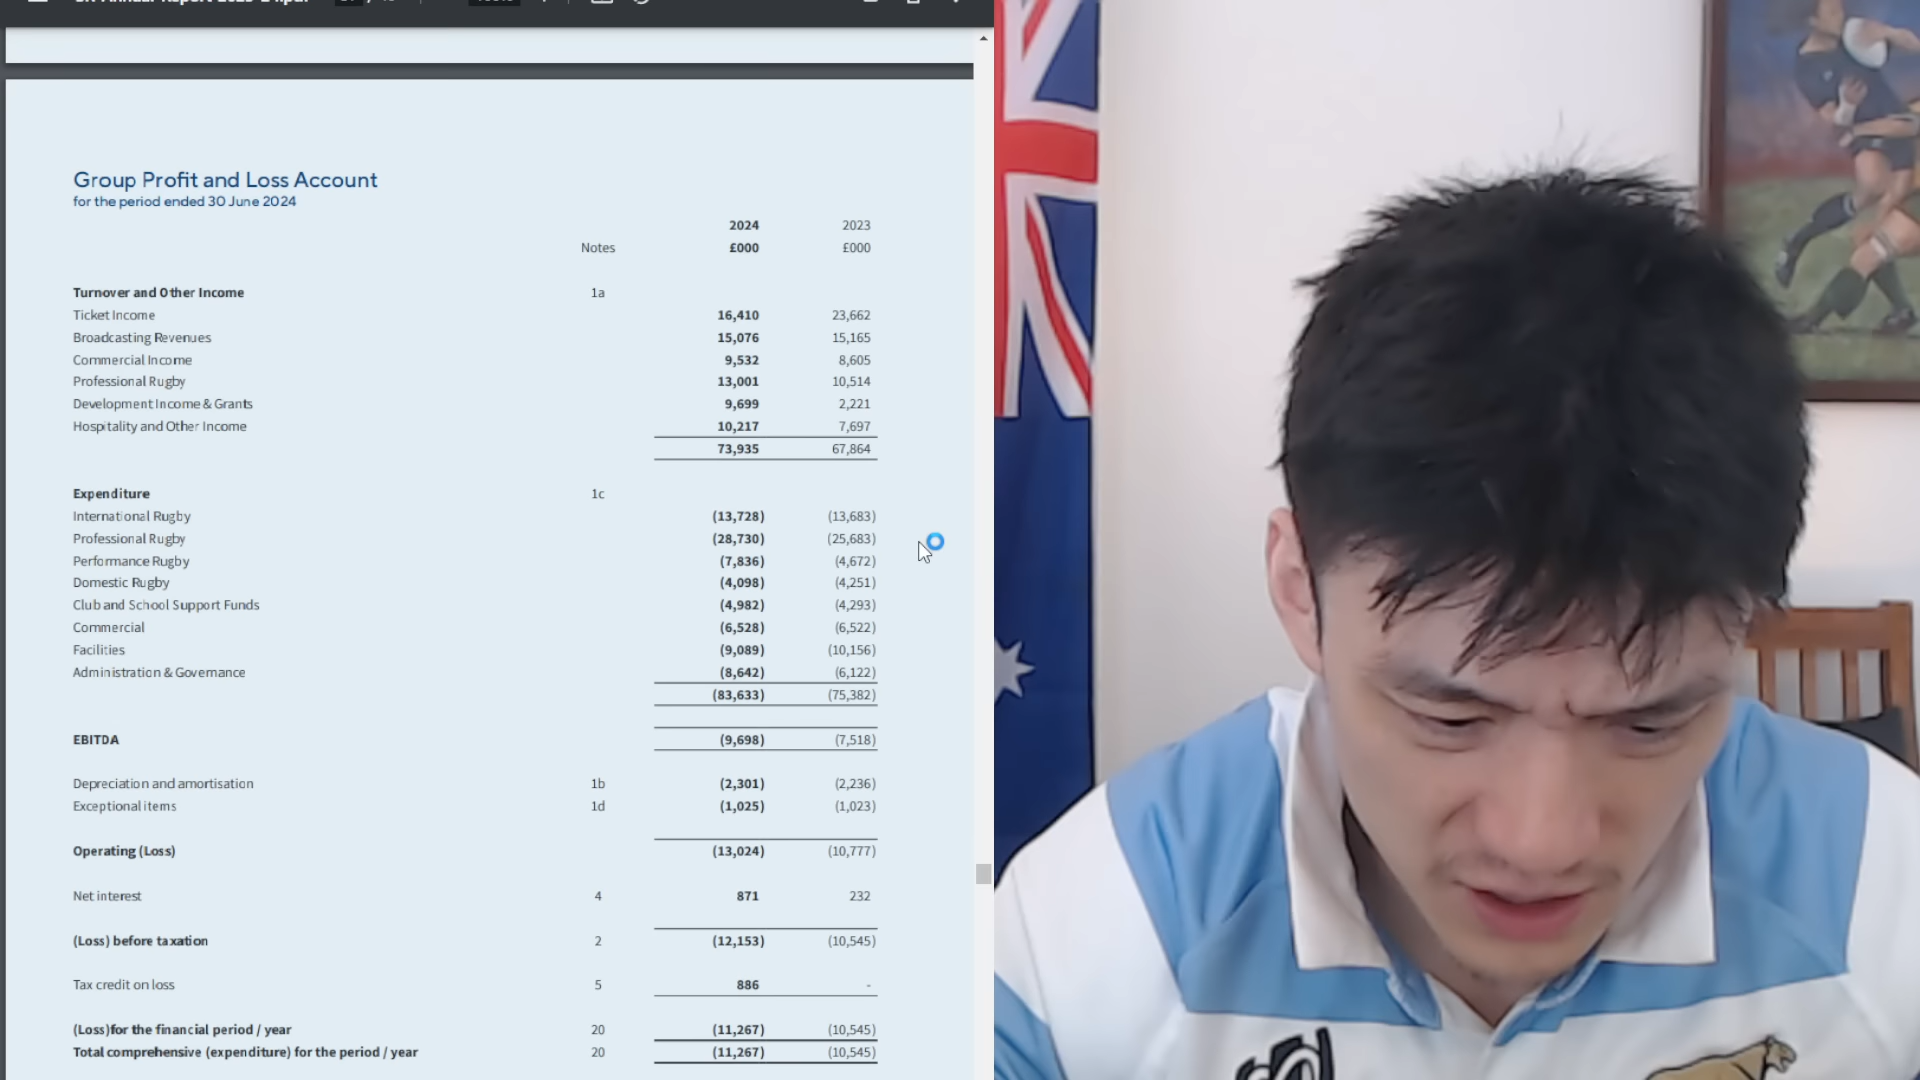 Group Profit and Loss Account
for the period ended 30 June 2024
2024 2023
Notes £000 £000
Turnover and Other Income 1a
Ticket Income 16,410 23,662
Broadcasting Revenues 15,076 15,165
Commercial Income 9,532 8,605
Professional Rugby 13,001 10,514
Development Income & Grants 9,699 2,221
Hospitality and Other Income 10,217 7,697
73,935 67,864
Expenditure 1c
International Rugby (13,728) (13,683)
Professional Rugby (28,730) (25,683)
Performance Rugby (7,836) (4,672)
Domestic Rugby (4,098) (4,251)
Club and School Support Funds (4,982) (4,293)
Commercial (6,528) (6,522)
Facilities (9,089) (10,156)
Administration & Governance (8,642) (6,122)
(83,633) (75,382)
EBITDA (9,698) (7,518)
Depreciation and amortisation 1b (2,301) (2,236)
Exceptional items 1d (1,025) (1,023)
Operating (Loss) (13,024) (10,777)
Net interest 4 871 232
(Loss) before taxation 2 (12,153) (10,545)
Tax credit on loss 5 886 -
(Loss)for the financial period / year 20 (11,267) (10,545)
Total comprehensive (expenditure) for the period / year 20 (11,267) (10,545)